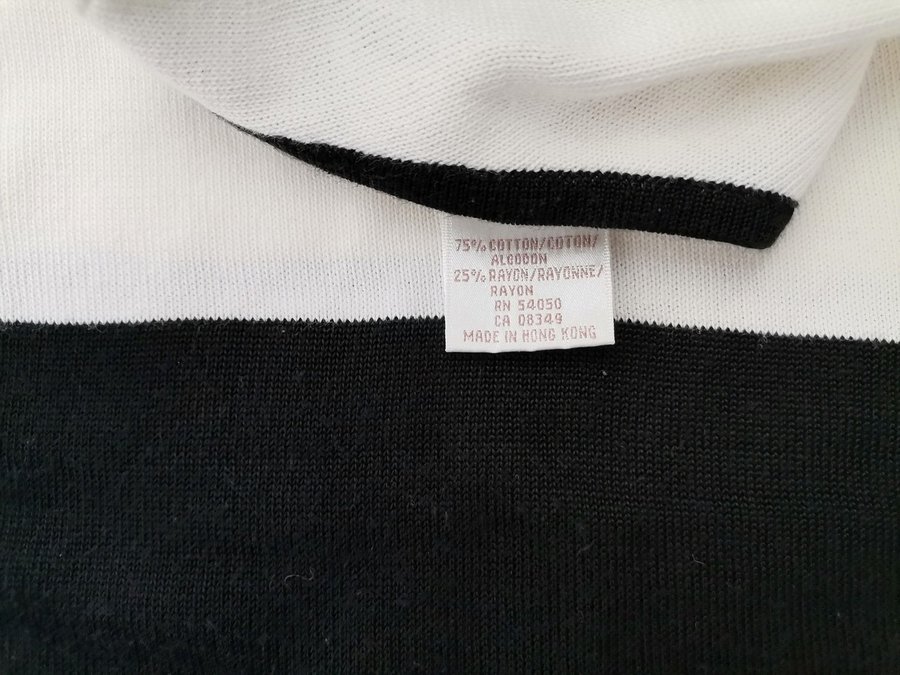 75% COTTON/COTON/
ALGODON
25% RAYON/RAYONNE/
RAYON
RN 54050
CA 08349
MADE IN HONG KONG